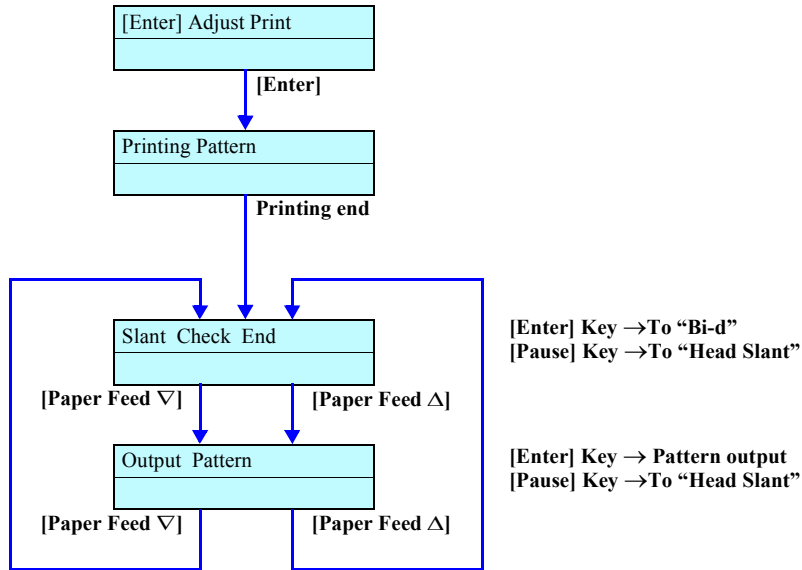 [Enter] Adjust Print
[Enter]
Printing Pattern
Printing end
Slant Check End
[Enter] Key →To “Bi-d”
[Pause] Key →To “Head Slant”
[Paper Feed ∇]
[Paper Feed Δ]
Output Pattern
[Enter] Key → Pattern output
[Pause] Key →To “Head Slant”
[Paper Feed ∇]
[Paper Feed Δ]